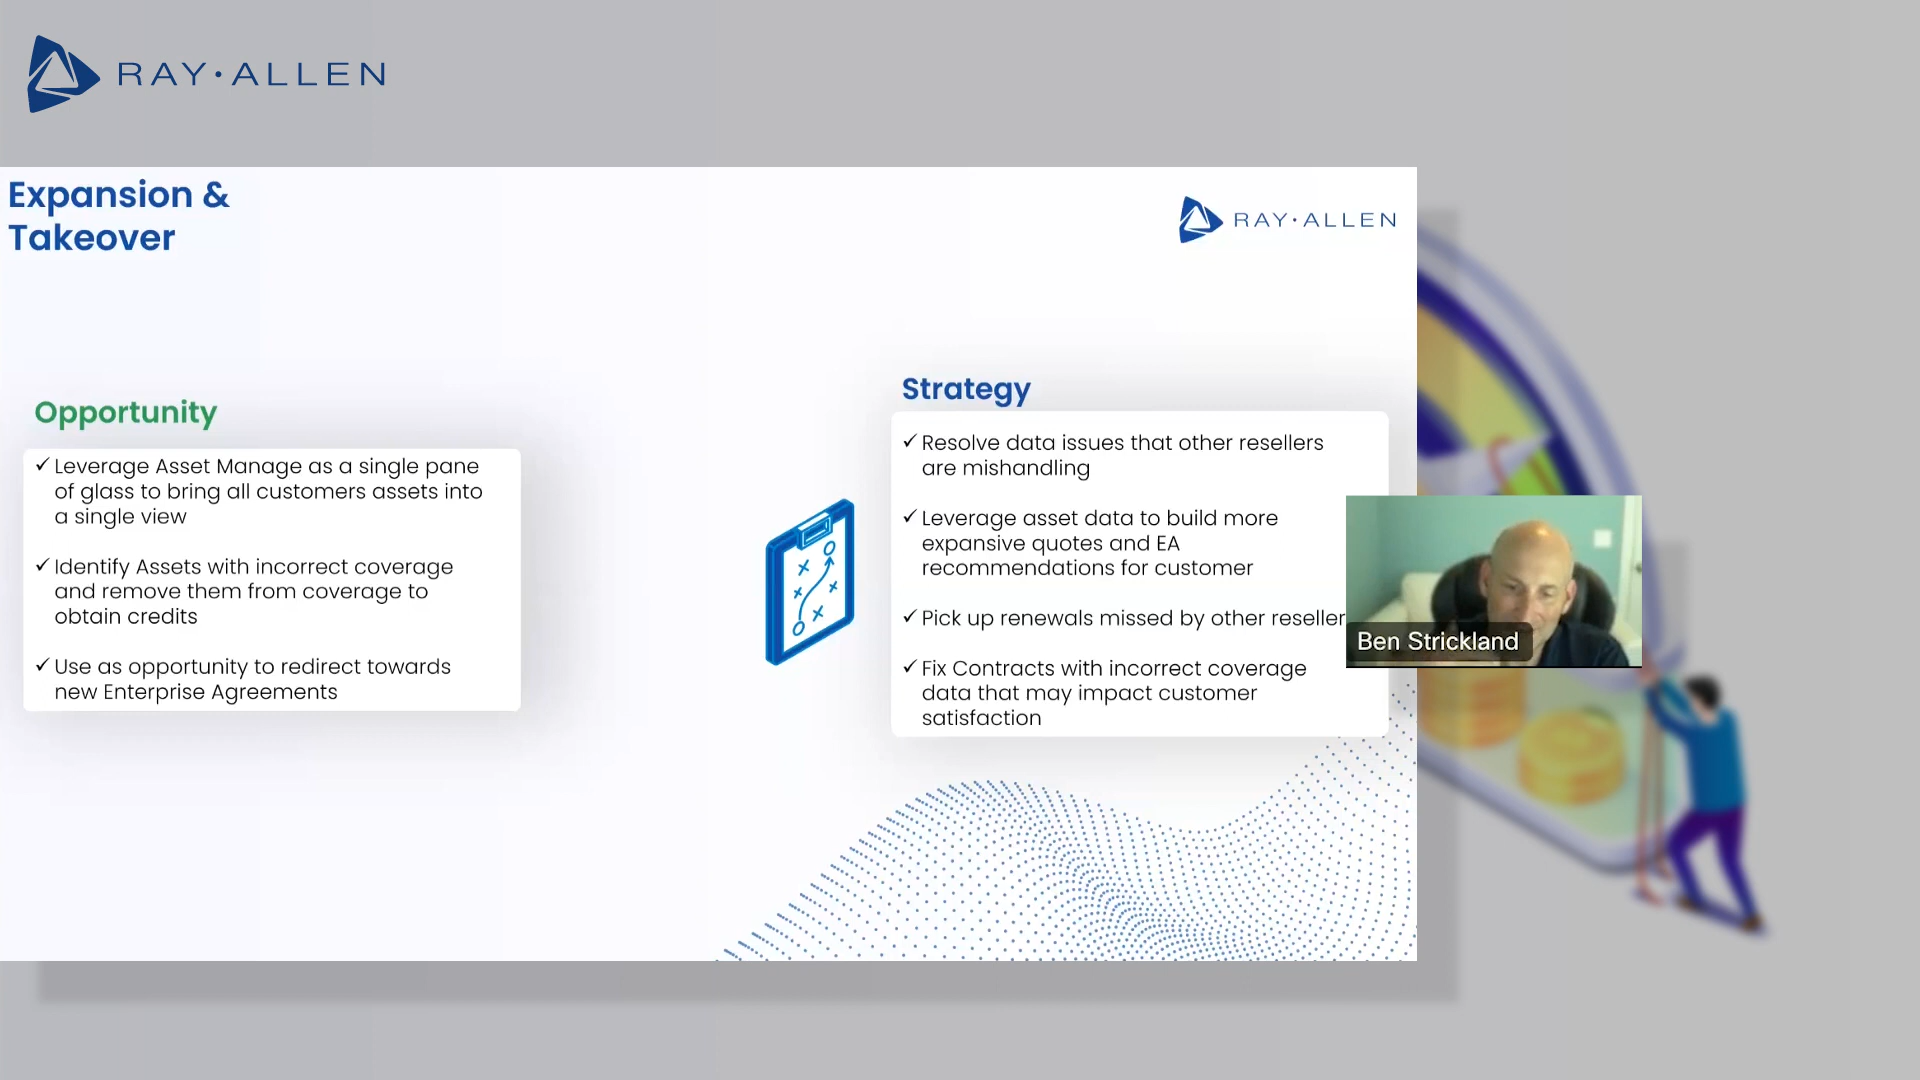 RAY·ALLEN
Expansion &
Takeover
RAY·ALLEN
Opportunity
✓ Leverage Asset Manage as a single pane
of glass to bring all customers assets into
a single view
✓ Identify Assets with incorrect coverage
and remove them from coverage to
obtain credits
✓ Use as opportunity to redirect towards
new Enterprise Agreements
Strategy
✓ Resolve data issues that other resellers
are mishandling
✓ Leverage asset data to build more
expansive quotes and EA
recommendations for customer
✓ Pick up renewals missed by other reseller
✓ Fix Contracts with incorrect coverage
data that may impact customer
satisfaction
Ben Strickland